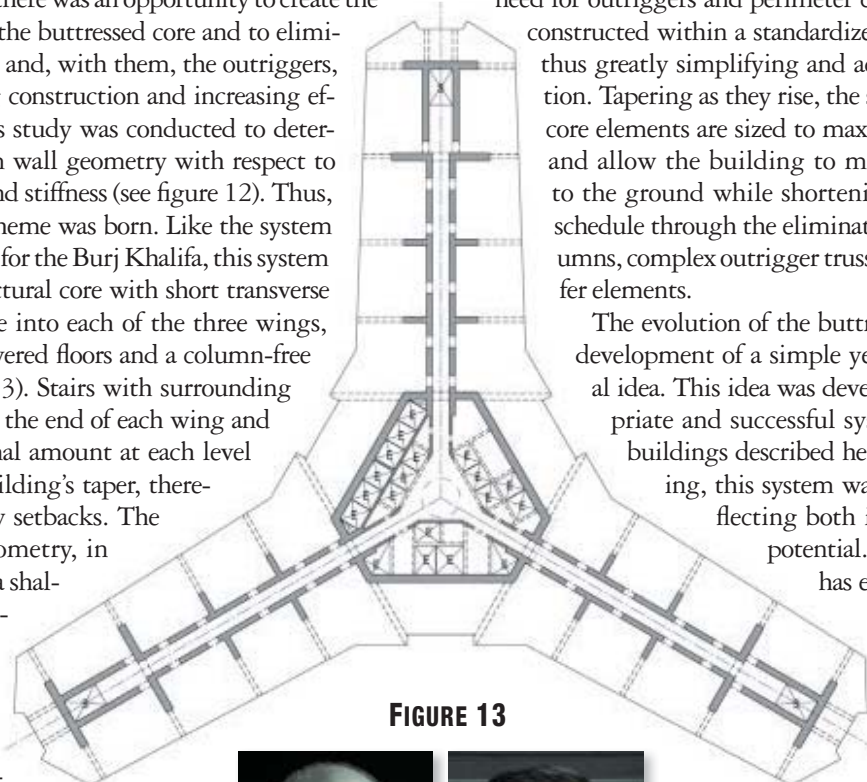 there was an opportunity to create the
the buttressed core and to elimi-
and, with them, the outriggers,
construction and increasing ef-
s study was conducted to deter-
wall geometry with respect to
nd stiffness (see figure 12). Thus,
heme was born. Like the system
for the Burj Khalifa, this system
ctural core with short transverse
e into each of the three wings,
vered floors and a column-free
3). Stairs with surrounding
the end of each wing and
nal amount at each level
ilding’s taper, there-
y setbacks. The
ometry, in
a shal-
-
need for outriggers and perimeter
constructed within a standardize
thus greatly simplifying and ac
tion. Tapering as they rise, the s
core elements are sized to max
and allow the building to m
to the ground while shorteni
schedule through the eliminat
umns, complex outrigger truss
fer elements.
The evolution of the buttr
development of a simple ye
al idea. This idea was deve
priate and successful sy
buildings described he
ing, this system wa
flecting both i
potential.
has e
FIGURE 13